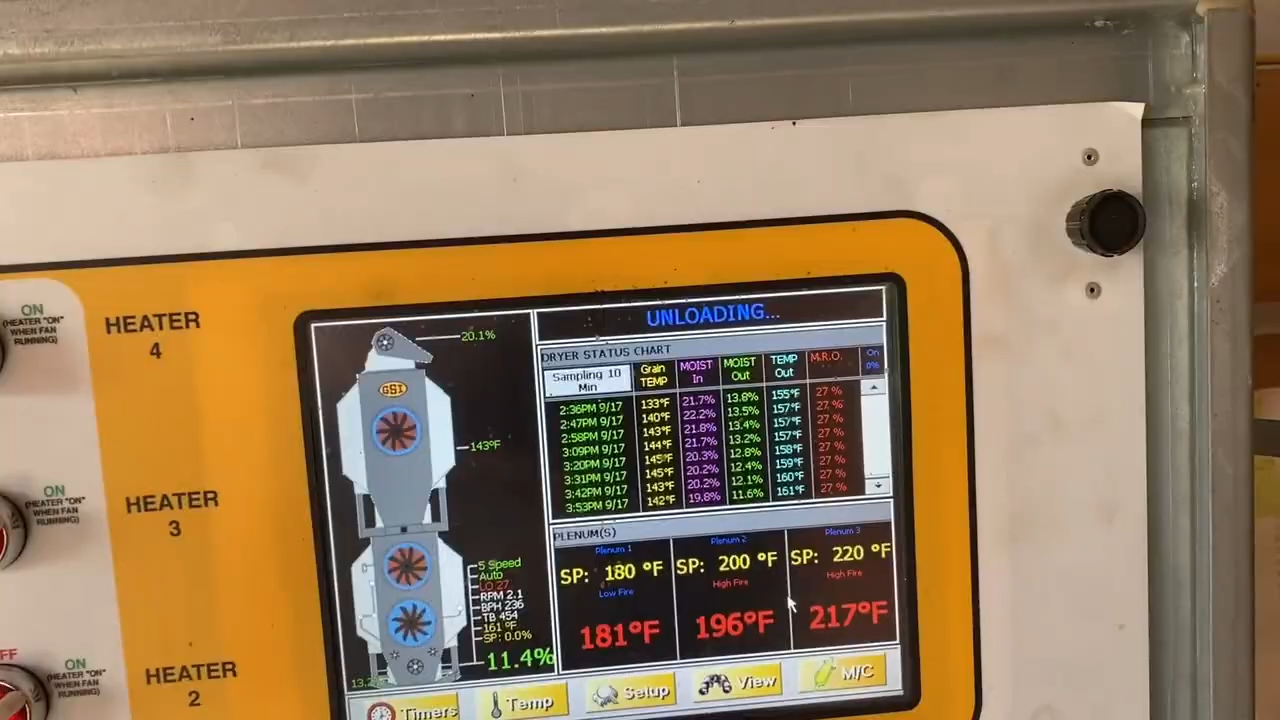 ON
(HEATER "ON"
WHEN FAN
RUNNING)
HEATER
4
ON
(HEATER "ON"
WHEN FAN
RUNNING)
HEATER
3
OFF
ON
(HEATER "ON"
WHEN FAN
RUNNING)
HEATER
2
20.1%
GSI
143°F
5 Speed
Auto
LO 27
RPM 2.1
BPH 236
TB 454
161 °F
SP: 0.0%
11.4%
UNLOADING...
DRYER STATUS CHART
Sampling 10 Min Grain TEMP MOIST In MOIST Out TEMP Out M.R.O. On 0%
2:36PM 9/17 133°F 21.7% 13.8% 155°F 27 %
2:47PM 9/17 140°F 22.2% 13.5% 157°F 27 %
2:58PM 9/17 143°F 21.8% 13.4% 157°F 27 %
3:09PM 9/17 144°F 21.7% 13.2% 157°F 27 %
3:20PM 9/17 145°F 20.3% 12.8% 158°F 27 %
3:31PM 9/17 145°F 20.2% 12.4% 159°F 27 %
3:42PM 9/17 143°F 20.2% 12.1% 160°F 27 %
3:53PM 9/17 142°F 19.8% 11.6% 161°F 27 %
PLENUM(S)
Plenum 1 Plenum 2 Plenum 3
SP: 180 °F SP: 200 °F SP: 220 °F
Low Fire High Fire High Fire
181°F 196°F 217°F
Timers Temp Setup View M/C